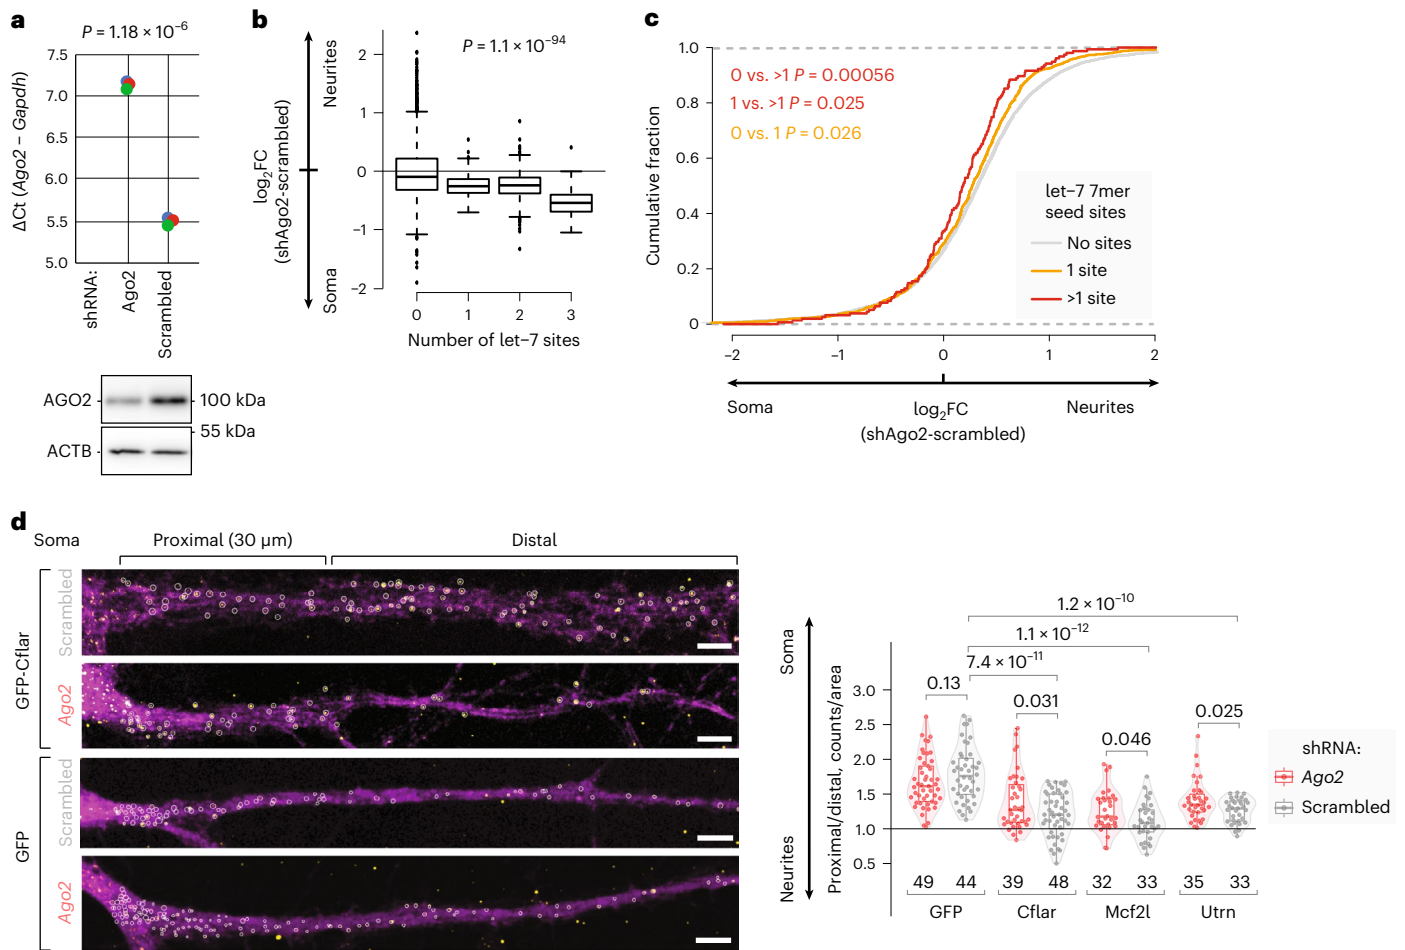 a
P = 1.18 × 10⁻⁶
ΔCt (Ago2 – Gapdh)
7.5
7.0
6.5
6.0
5.5
5.0
shRNA:
Ago2
Scrambled
AGO2
100 kDa
55 kDa
ACTB
b
Neurites
log₂FC
(shAgo2-scrambled)
Soma
P = 1.1 × 10⁻⁹⁴
2
1
0
–1
–2
0 1 2 3
Number of let–7 sites
c
Cumulative fraction
1.0
0.8
0.6
0.4
0.2
0
0 vs. >1 P = 0.00056
1 vs. >1 P = 0.025
0 vs. 1 P = 0.026
let–7 7mer
seed sites
No sites
1 site
>1 site
–2 –1 0 1 2
Soma
log₂FC
(shAgo2-scrambled)
Neurites
d
Soma
Proximal (30 µm)
Distal
GFP-Cflar
Scrambled
Ago2
GFP
Scrambled
Ago2
Soma
Neurites
Proximal/distal, counts/area
3.0
2.5
2.0
1.5
1.0
0.5
1.2 × 10⁻¹⁰
1.1 × 10⁻¹²
7.4 × 10⁻¹¹
0.13
0.031
0.046
0.025
49 44 39 48 32 33 35 33
GFP Cflar Mcf2l Utrn
shRNA:
Ago2
Scrambled